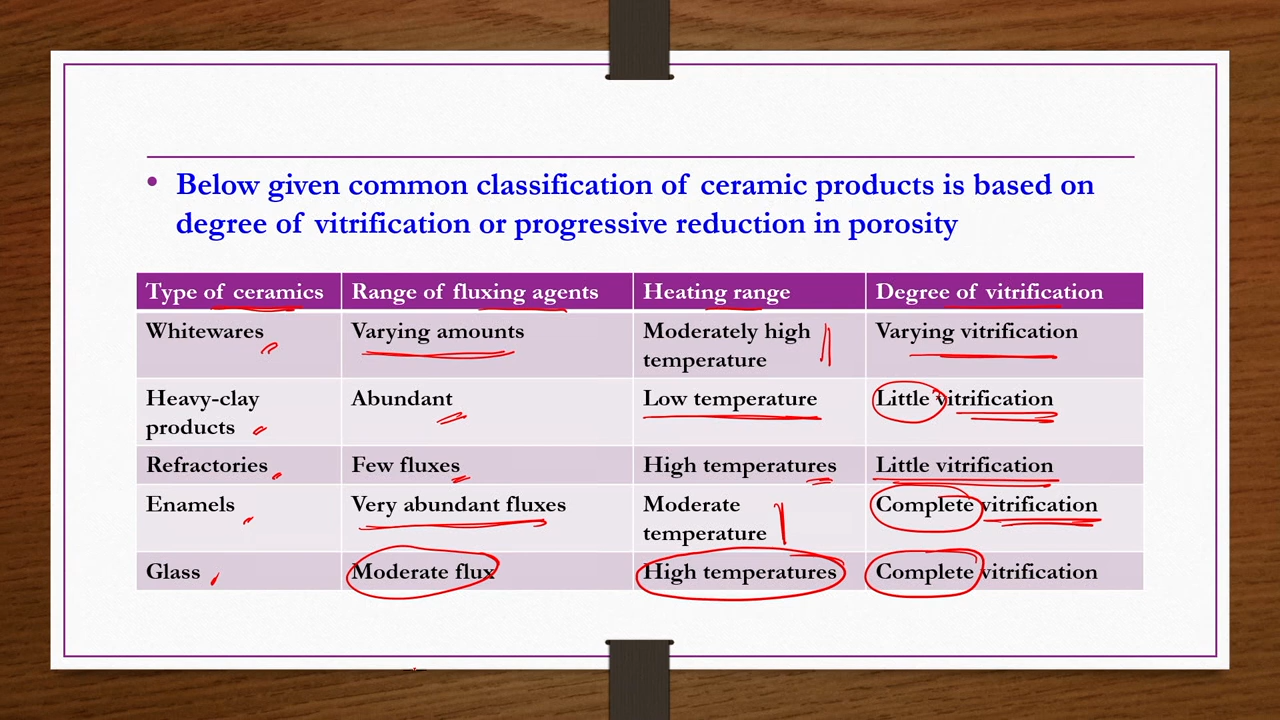 Below given common classification of ceramic products is based on
degree of vitrification or progressive reduction in porosity
Type of ceramics Range of fluxing agents Heating range Degree of vitrification
Whitewares Varying amounts Moderately high temperature Varying vitrification
Heavy-clay products Abundant Low temperature Little vitrification
Refractories Few fluxes High temperatures Little vitrification
Enamels Very abundant fluxes Moderate temperature Complete vitrification
Glass Moderate flux High temperatures Complete vitrification